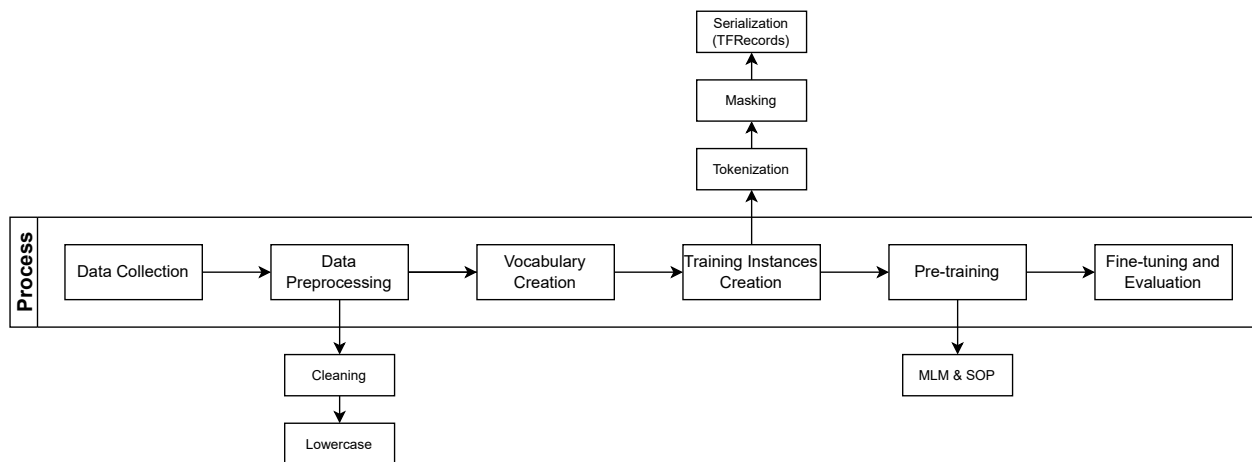 Serialization
(TFRecords)
Masking
Tokenization
Process
Data Collection
Data
Preprocessing
Vocabulary
Creation
Training Instances
Creation
Pre-training
Fine-tuning and
Evaluation
Cleaning
MLM & SOP
Lowercase